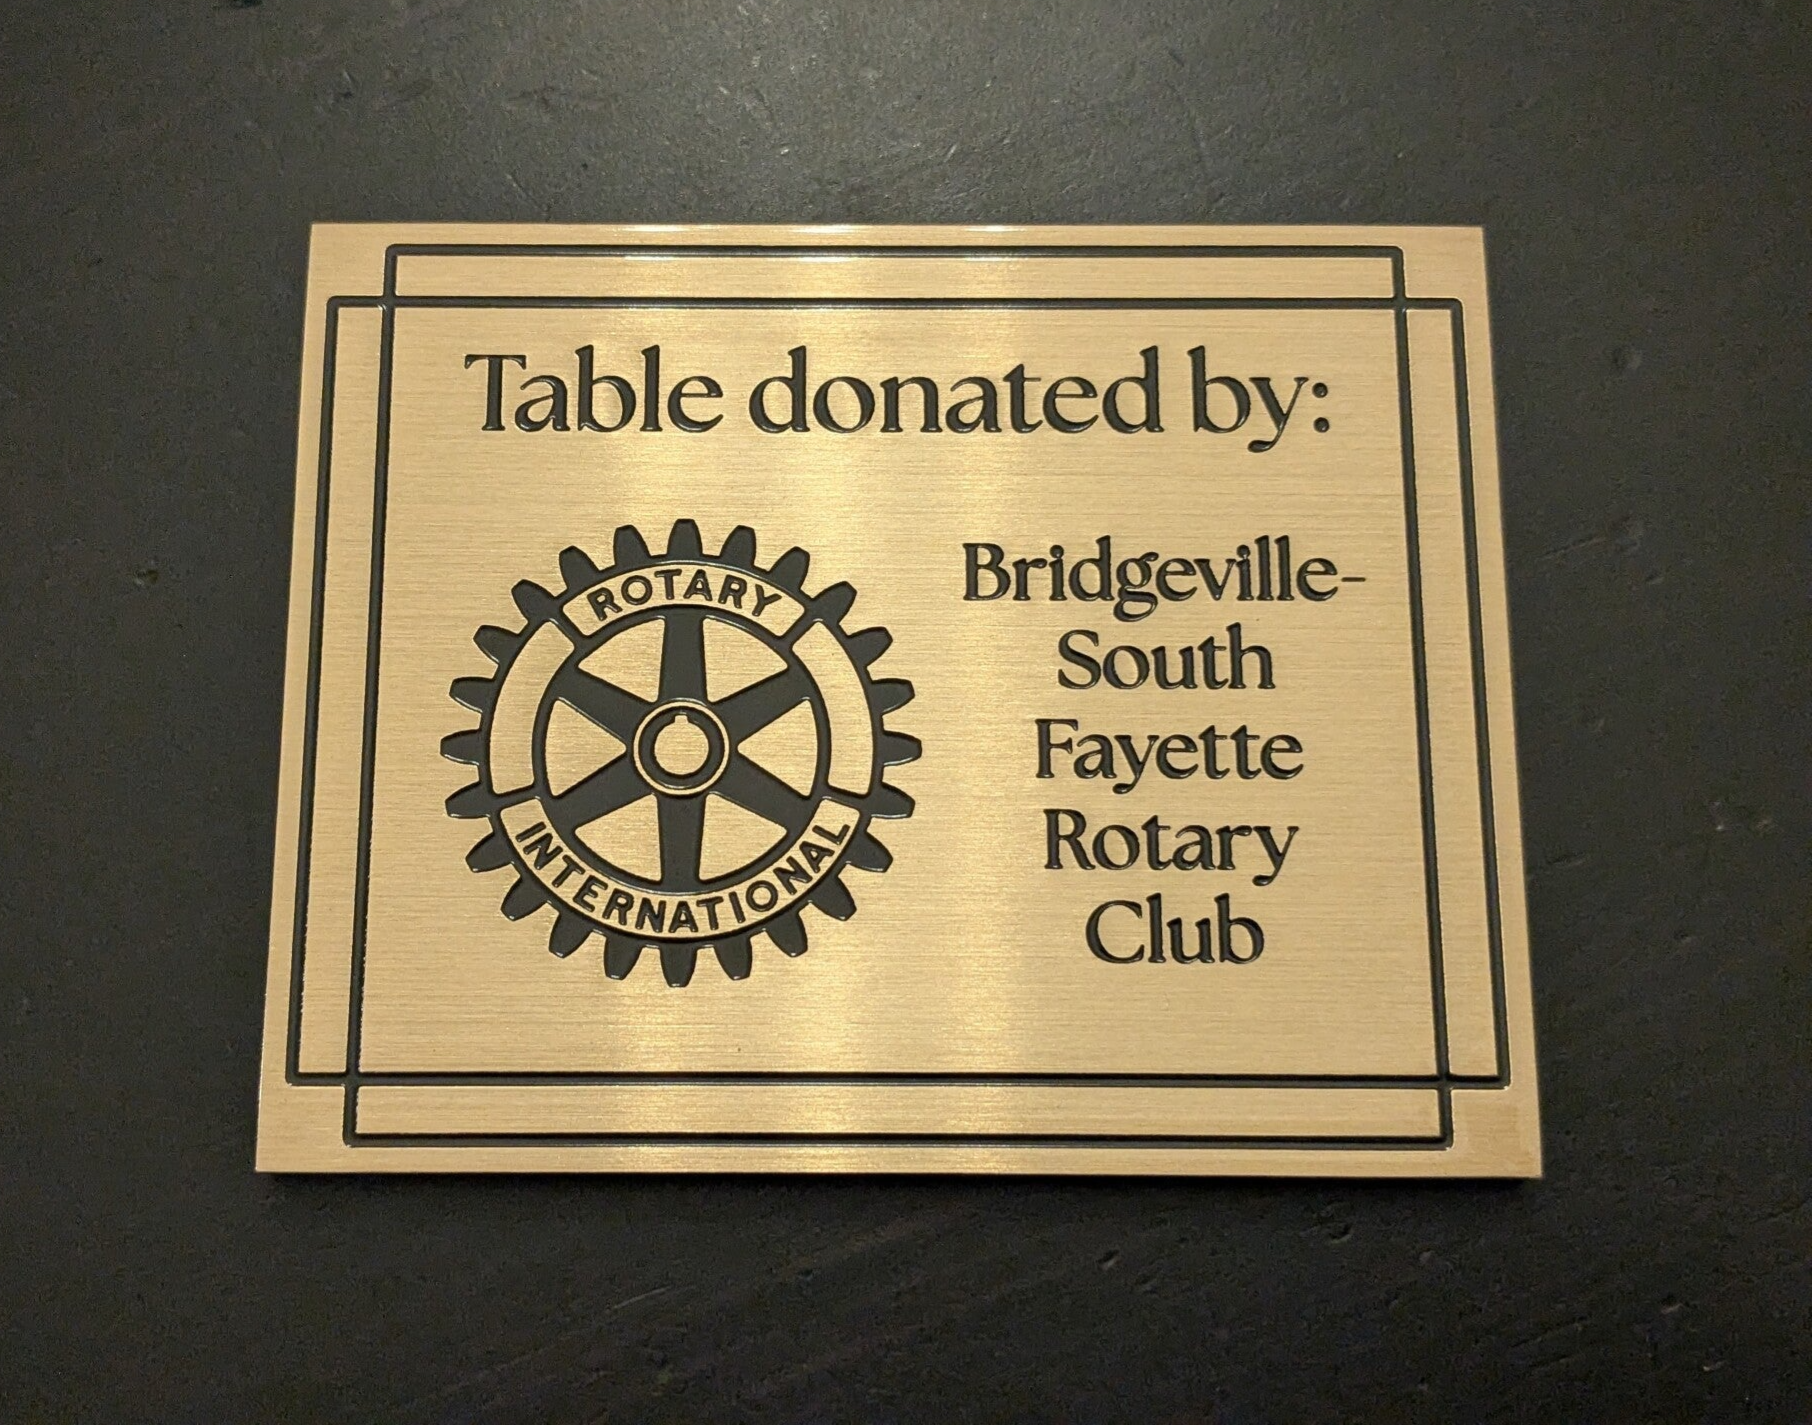 Table donated by:
ROTARY
INTERNATIONAL
Bridgeville-
South
Fayette
Rotary
Club